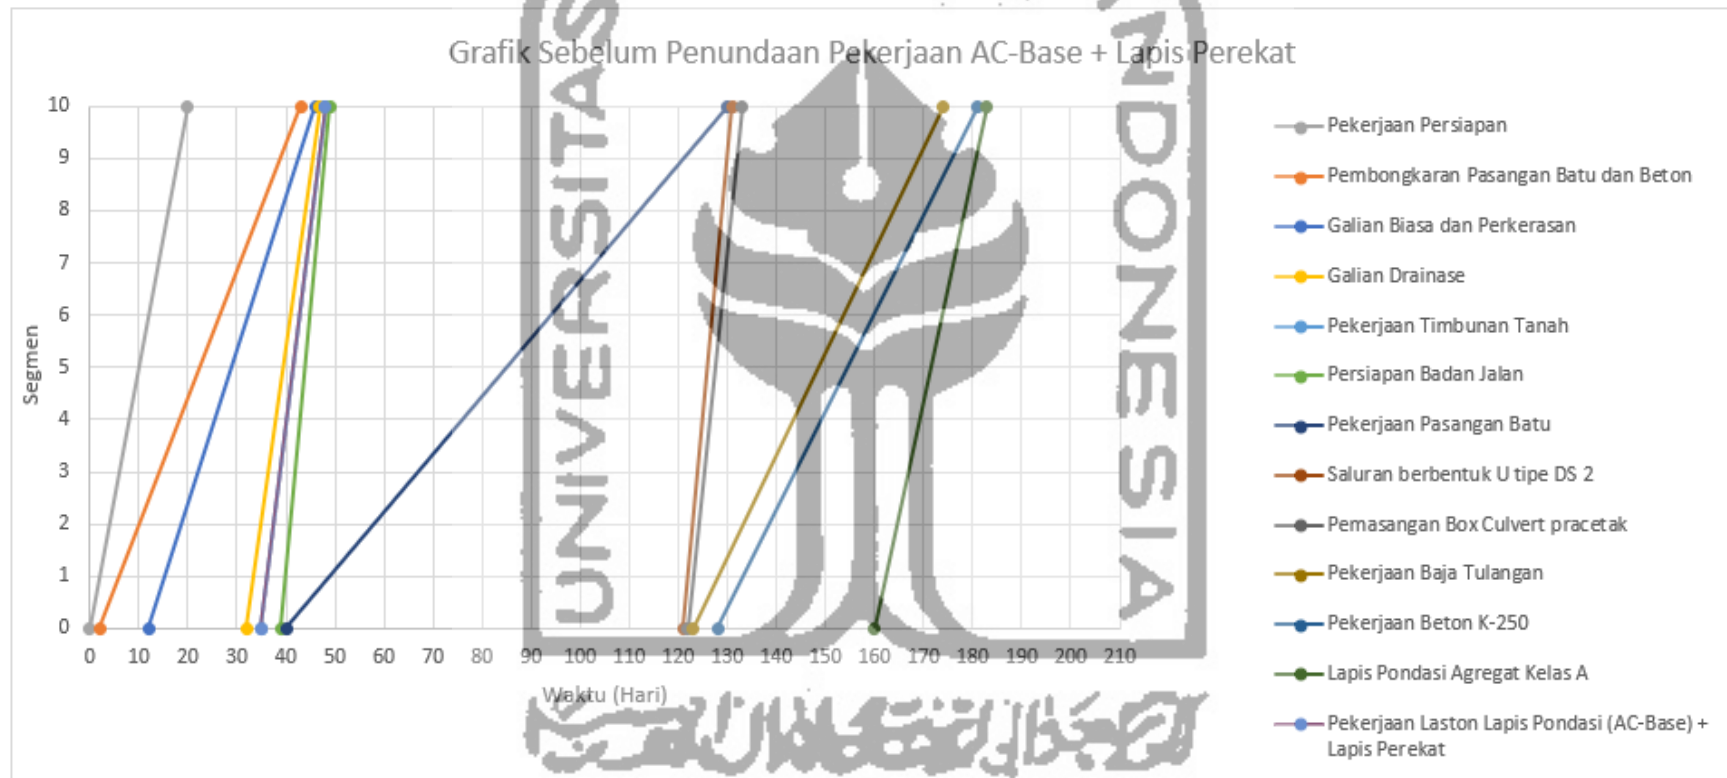 Grafik Sebelum Penundaan Pekerjaan AC-Base + Lapis Perekat
UNIVERSITAS
INDONESIA
Segmen
10
9
8
7
6
5
4
3
2
1
0
0 10 20 30 40 50 60 70 80 90 100 110 120 130 140 150 160 170 180 190 200 210
Waktu (Hari)
Pekerjaan Persiapan
Pembongkaran Pasangan Batu dan Beton
Galian Biasa dan Perkerasan
Galian Drainase
Pekerjaan Timbunan Tanah
Persiapan Badan Jalan
Pekerjaan Pasangan Batu
Saluran berbentuk U tipe DS 2
Pemasangan Box Culvert pracetak
Pekerjaan Baja Tulangan
Pekerjaan Beton K-250
Lapis Pondasi Agregat Kelas A
Pekerjaan Laston Lapis Pondasi (AC-Base) +
Lapis Perekat